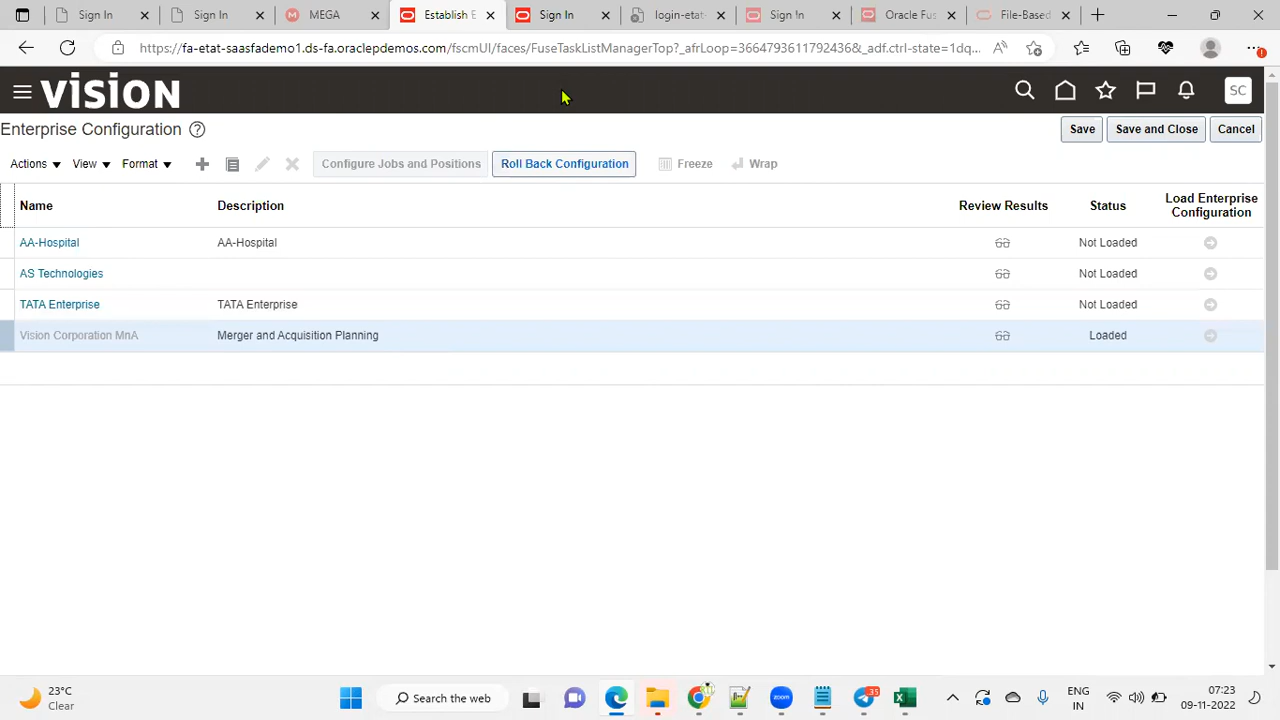 Sign In
Sign In
MEGA
Establish E
Sign In
login-etat-
Sign In
Oracle Fus
File-Based
https://fa-etat-saasfademo1.ds-fa.oraclepdemos.com/fscmUI/faces/FuseTaskListManagerTop?_afrLoop=3664793611732436&_adf.ctrl-state=1dq...
VISION
SC
Enterprise Configuration ?
Save
Save and Close
Cancel
Actions View Format
Configure Jobs and Positions
Roll Back Configuration
Freeze
Wrap
Name Description Review Results Status Load Enterprise Configuration
AA-Hospital AA-Hospital Not Loaded
AS Technologies Not Loaded
TATA Enterprise TATA Enterprise Not Loaded
Vision Corporation MnA Merger and Acquisition Planning Loaded
23°C
Clear
Search the web
35
ENG
IN
07:23
09-11-2022